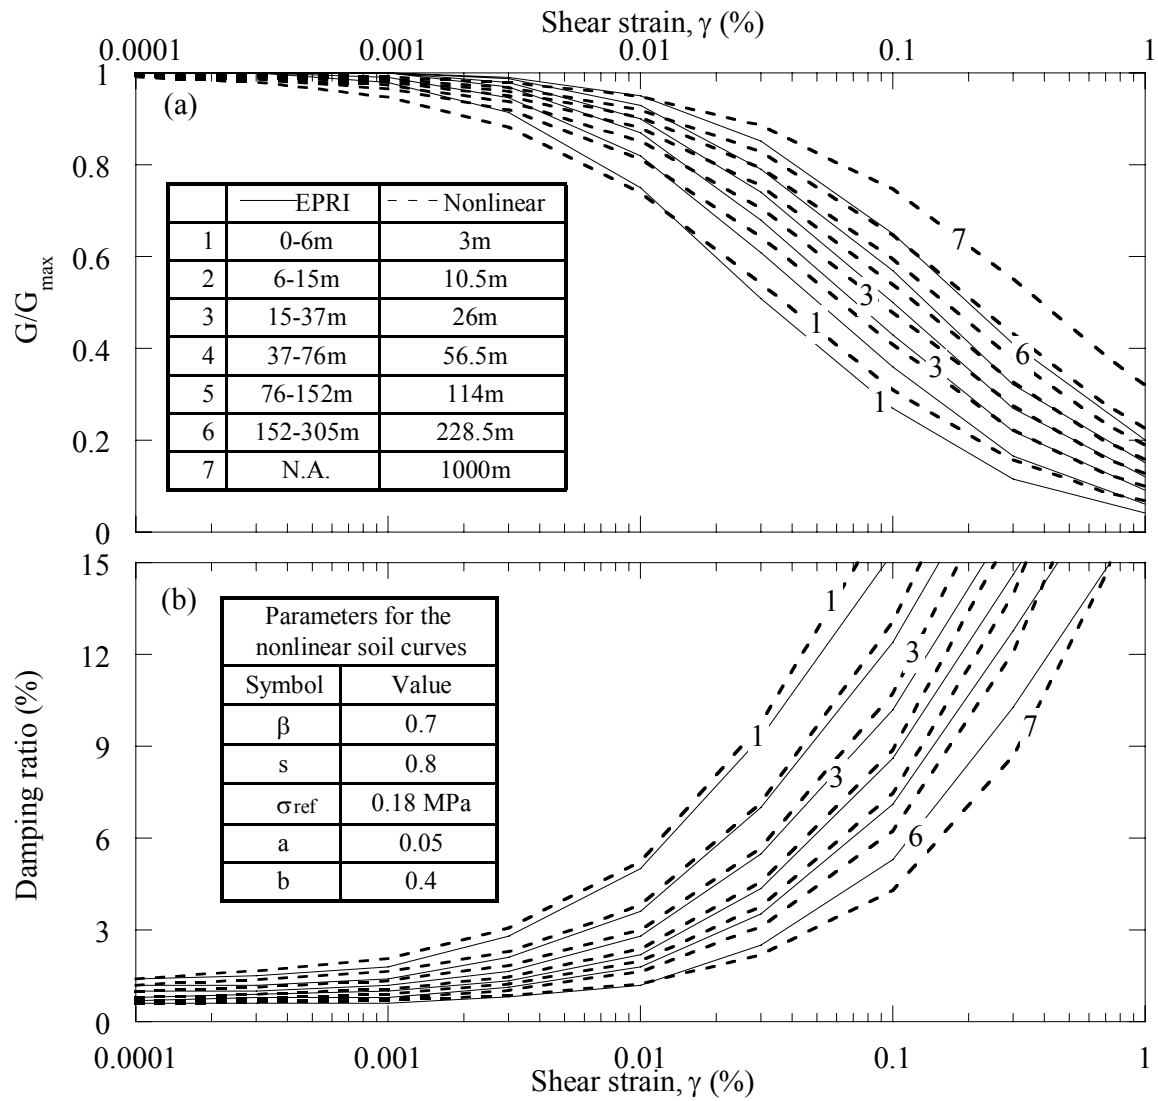 Shear strain, γ (%)
0.0001 0.001 0.01 0.1 1
(a)
G/Gmax
1
0.8
0.6
0.4
0.2
0
EPRI Nonlinear
1 0-6m 3m
2 6-15m 10.5m
3 15-37m 26m
4 37-76m 56.5m
5 76-152m 114m
6 152-305m 228.5m
7 N.A. 1000m
7
3
1
6
3
1
(b)
Damping ratio (%)
15
12
9
6
3
0
Parameters for the
nonlinear soil curves
Symbol Value
β 0.7
s 0.8
σref 0.18 MPa
a 0.05
b 0.4
1
3
1
7
3
6
0.0001 0.001 0.01 0.1 1
Shear strain, γ (%)